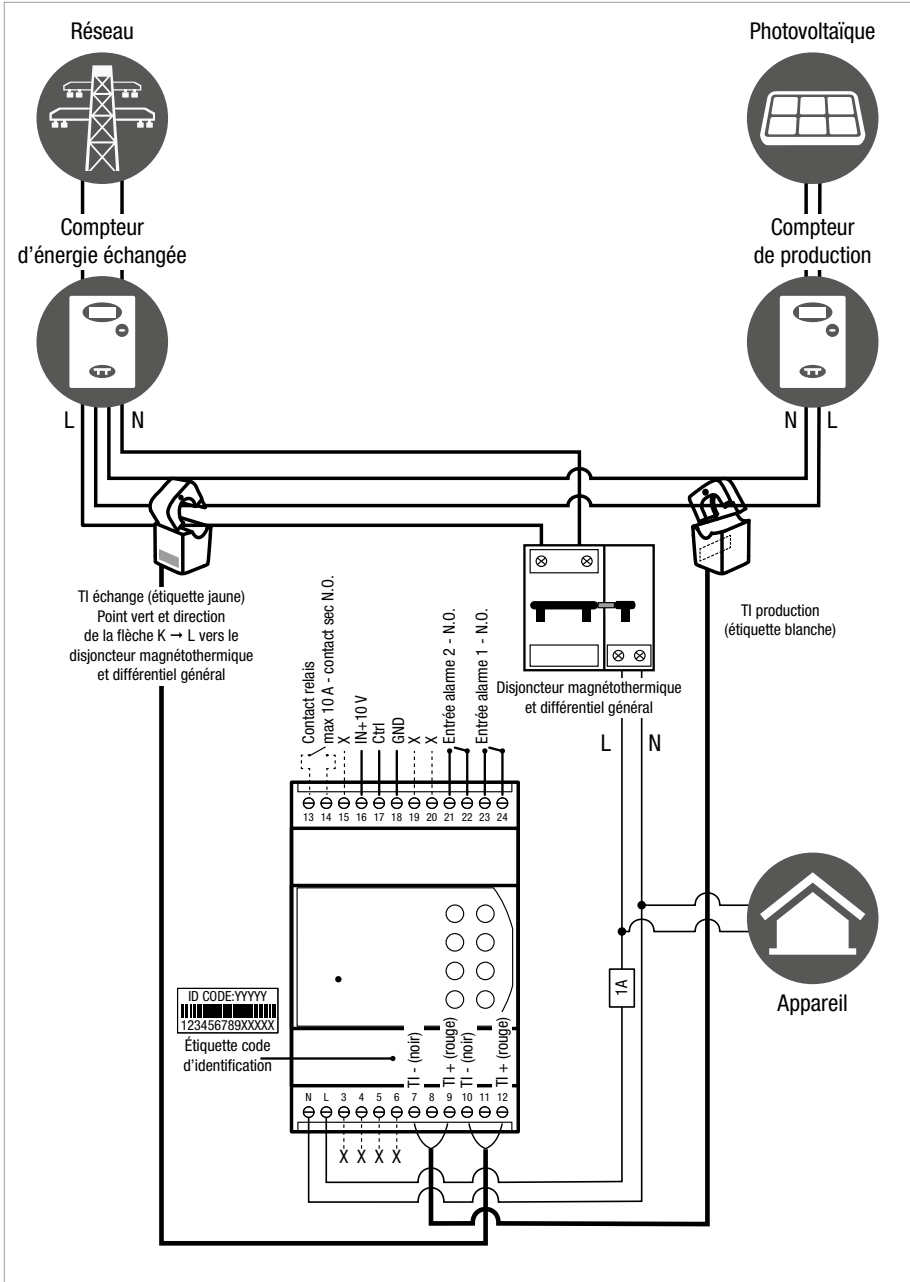 Réseau
Photovoltaïque
Compteur
d'énergie échangée
Compteur
de production
L
N
N
L
TI échange (étiquette jaune)
Point vert et direction
de la flèche K → L vers le
disjoncteur magnétothermique
et différentiel général
TI production
(étiquette blanche)
Disjoncteur magnétothermique
et différentiel général
L
N
Contact relais
max 10 A - contact sec N.O.
X
IN+10 V
Ctrl
GND
X
X
Entrée alarme 2 - N.O.
Entrée alarme 1 - N.O.
13 14 15 16 17 18 19 20 21 22 23 24
1A
Appareil
ID CODE:YYYYY
123456789XXXXX
Étiquette code
d'identification
TI - (noir)
TI + (rouge)
TI - (noir)
TI + (rouge)
N L 3 4 5 6 7 8 9 10 11 12
X X X X